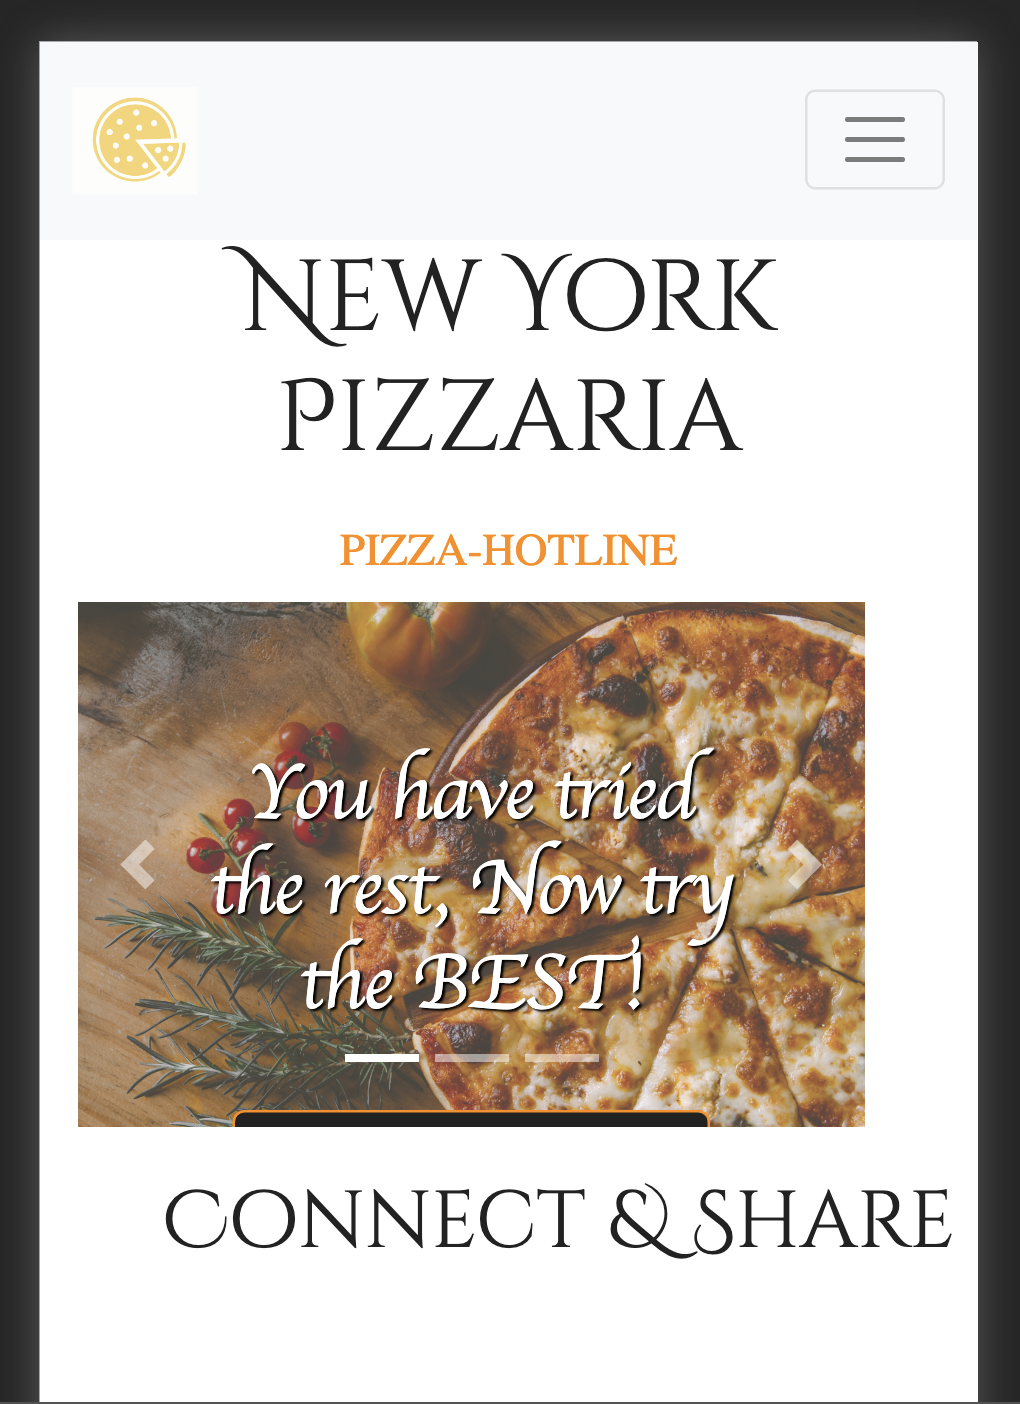 New York
Pizzaria
PIZZA-HOTLINE
You have tried
the rest, Now try
the BEST!
Connect & Share